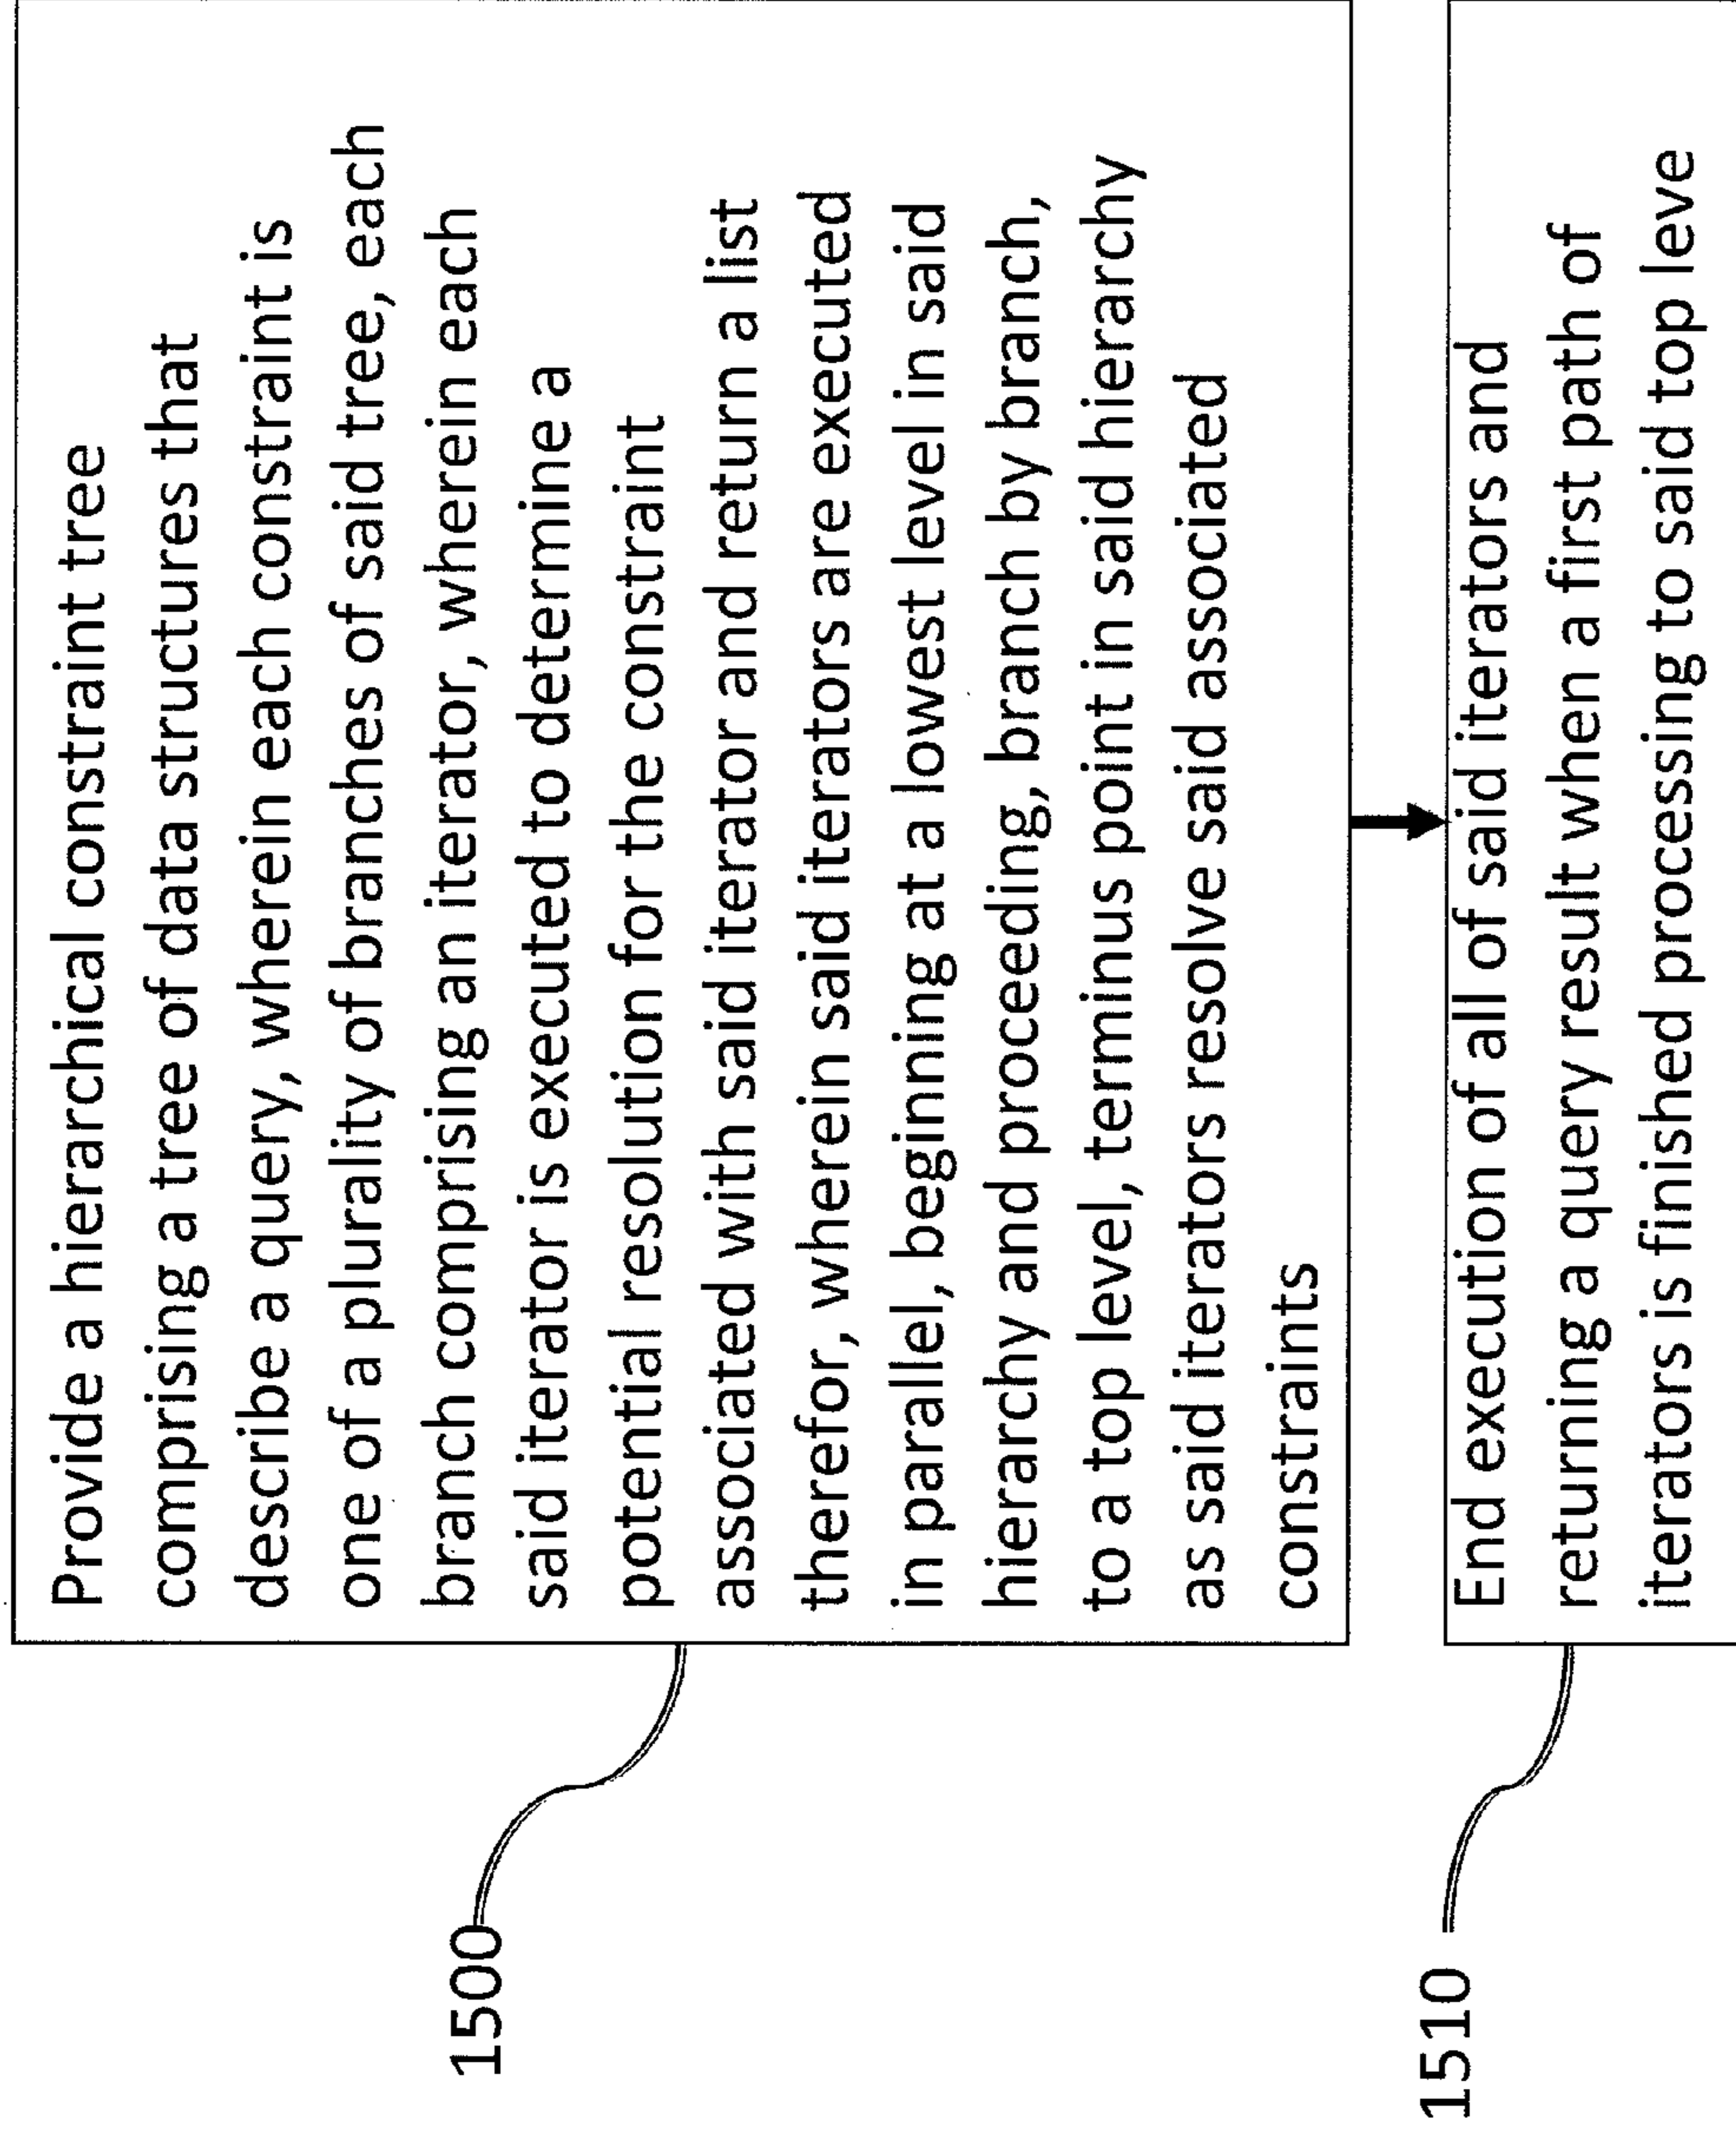 Provide a hierarchical constraint tree
comprising a tree of data structures that
describe a query, wherein each constraint is
one of a plurality of branches of said tree, each
branch comprising an iterator, wherein each
said iterator is executed to determine a
potential resolution for the constraint
associated with said iterator and return a list
therefor, wherein said iterators are executed
in parallel, beginning at a lowest level in said
hierarchy and proceeding, branch by branch,
to a top level, terminus point in said hierarchy
as said iterators resolve said associated
constraints
1500
End execution of all of said iterators and
returning a query result when a first path of
iterators is finished processing to said top leve
1510